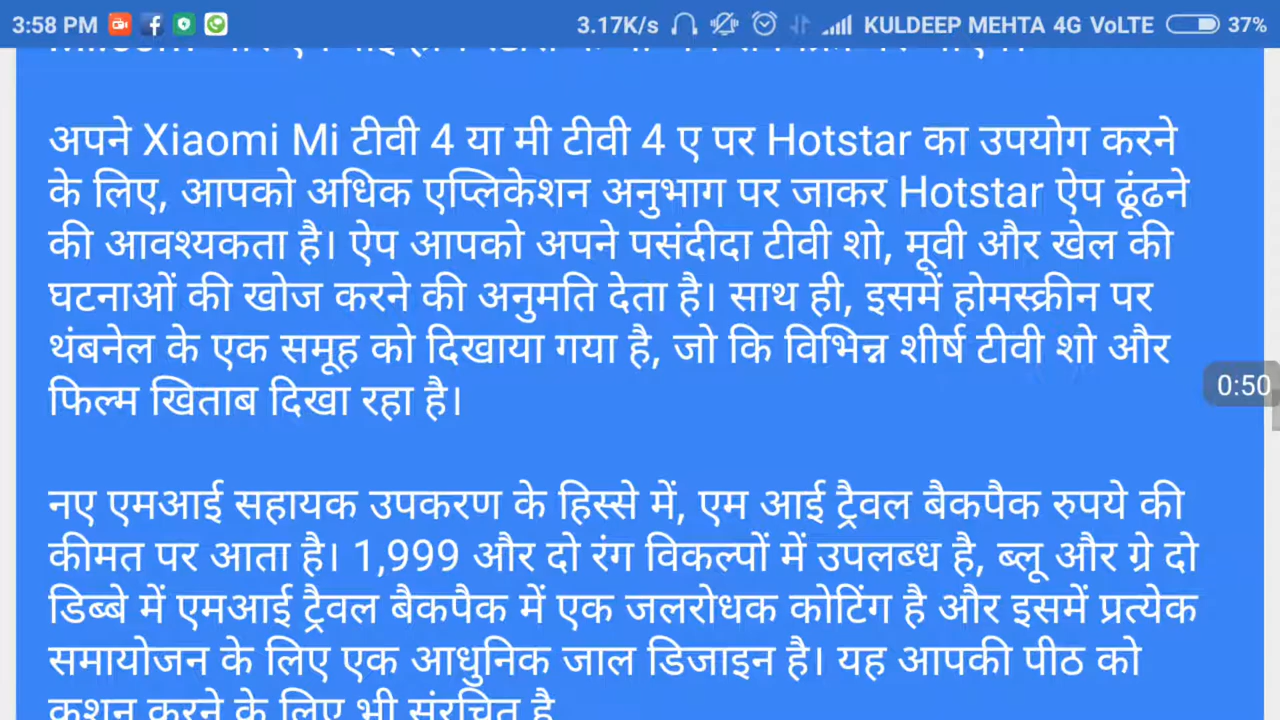 3:58 PM 3.17K/s KULDEEP MEHTA 4G VoLTE 37%
अपने Xiaomi Mi टीवी 4 या मी टीवी 4 ए पर Hotstar का उपयोग करने
के लिए, आपको अधिक एप्लिकेशन अनुभाग पर जाकर Hotstar ऐप ढूंढने
की आवश्यकता है। ऐप आपको अपने पसंदीदा टीवी शो, मूवी और खेल की
घटनाओं की खोज करने की अनुमति देता है। साथ ही, इसमें होमस्क्रीन पर
थंबनेल के एक समूह को दिखाया गया है, जो कि विभिन्न शीर्ष टीवी शो और
0:50
फिल्म खिताब दिखा रहा है।
नए एमआई सहायक उपकरण के हिस्से में, एम आई ट्रैवल बैकपैक रुपये की
कीमत पर आता है। 1,999 और दो रंग विकल्पों में उपलब्ध है, ब्लू और ग्रे दो
डिब्बे में एमआई ट्रैवल बैकपैक में एक जलरोधक कोटिंग है और इसमें प्रत्येक
समायोजन के लिए एक आधुनिक जाल डिजाइन है। यह आपकी पीठ को
कुशन करने के लिए भी संरचित है